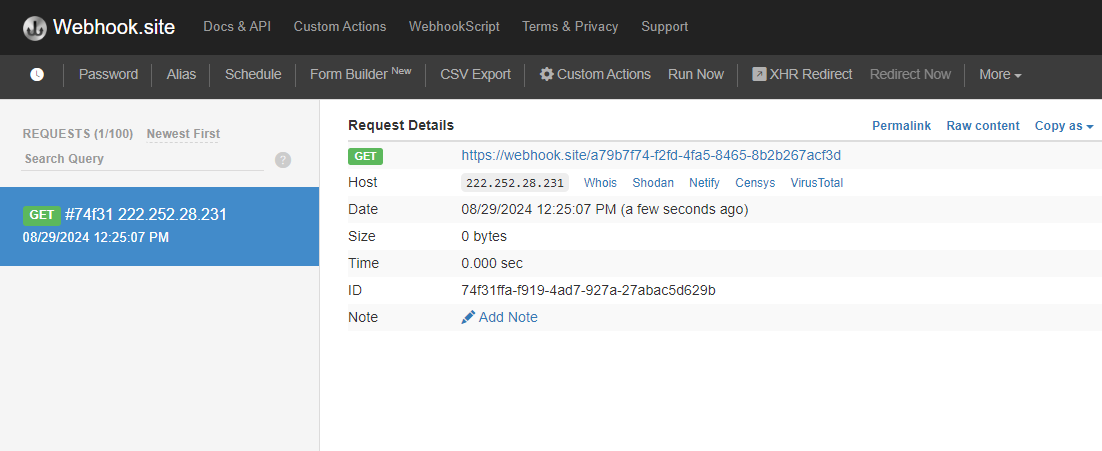 Webhook.site Docs & API Custom Actions WebhookScript Terms & Privacy Support
Password Alias Schedule Form Builder New CSV Export Custom Actions Run Now XHR Redirect Redirect Now More
REQUESTS (1/100) Newest First
Search Query ?
GET #74f31 222.252.28.231
08/29/2024 12:25:07 PM
Request Details Permalink Raw content Copy as
GET https://webhook.site/a79b7f74-f2fd-4fa5-8465-8b2b267acf3d
Host 222.252.28.231 Whois Shodan Netify Censys VirusTotal
Date 08/29/2024 12:25:07 PM (a few seconds ago)
Size 0 bytes
Time 0.000 sec
ID 74f31ffa-f919-4ad7-927a-27abac5d629b
Note Add Note